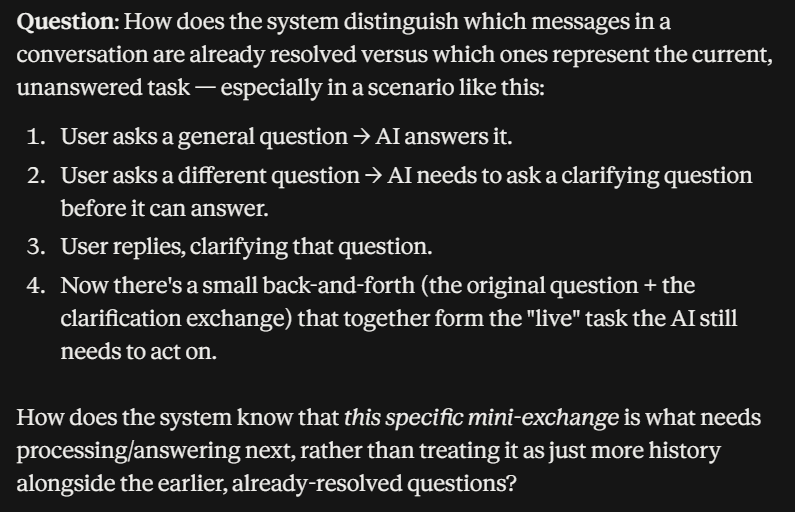 Question: How does the system distinguish which messages in a
conversation are already resolved versus which ones represent the current,
unanswered task — especially in a scenario like this:
1. User asks a general question → AI answers it.
2. User asks a different question → AI needs to ask a clarifying question
before it can answer.
3. User replies, clarifying that question.
4. Now there's a small back-and-forth (the original question + the
clarification exchange) that together form the "live" task the AI still
needs to act on.
How does the system know that this specific mini-exchange is what needs
processing/answering next, rather than treating it as just more history
alongside the earlier, already-resolved questions?